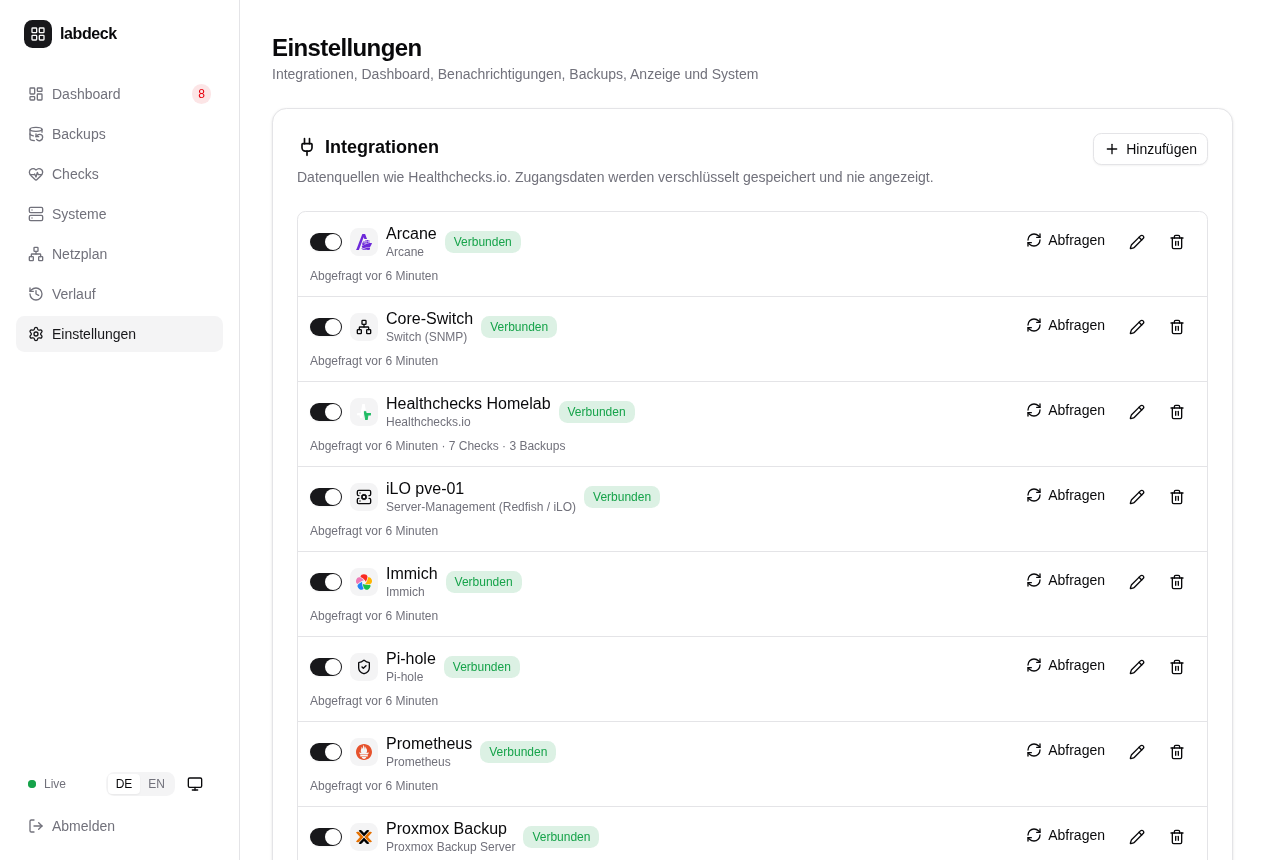 labdeck
Dashboard 8
Backups
Checks
Systeme
Netzplan
Verlauf
Einstellungen
Live DE EN
Abmelden
Einstellungen
Integrationen, Dashboard, Benachrichtigungen, Backups, Anzeige und System
Integrationen
Hinzufügen
Datenquellen wie Healthchecks.io. Zugangsdaten werden verschlüsselt gespeichert und nie angezeigt.
Arcane
Arcane
Verbunden
Abfragen
Abgefragt vor 6 Minuten
Core-Switch
Switch (SNMP)
Verbunden
Abfragen
Abgefragt vor 6 Minuten
Healthchecks Homelab
Healthchecks.io
Verbunden
Abfragen
Abgefragt vor 6 Minuten · 7 Checks · 3 Backups
iLO pve-01
Server-Management (Redfish / iLO)
Verbunden
Abfragen
Abgefragt vor 6 Minuten
Immich
Immich
Verbunden
Abfragen
Abgefragt vor 6 Minuten
Pi-hole
Pi-hole
Verbunden
Abfragen
Abgefragt vor 6 Minuten
Prometheus
Prometheus
Verbunden
Abfragen
Abgefragt vor 6 Minuten
Proxmox Backup
Proxmox Backup Server
Verbunden
Abfragen